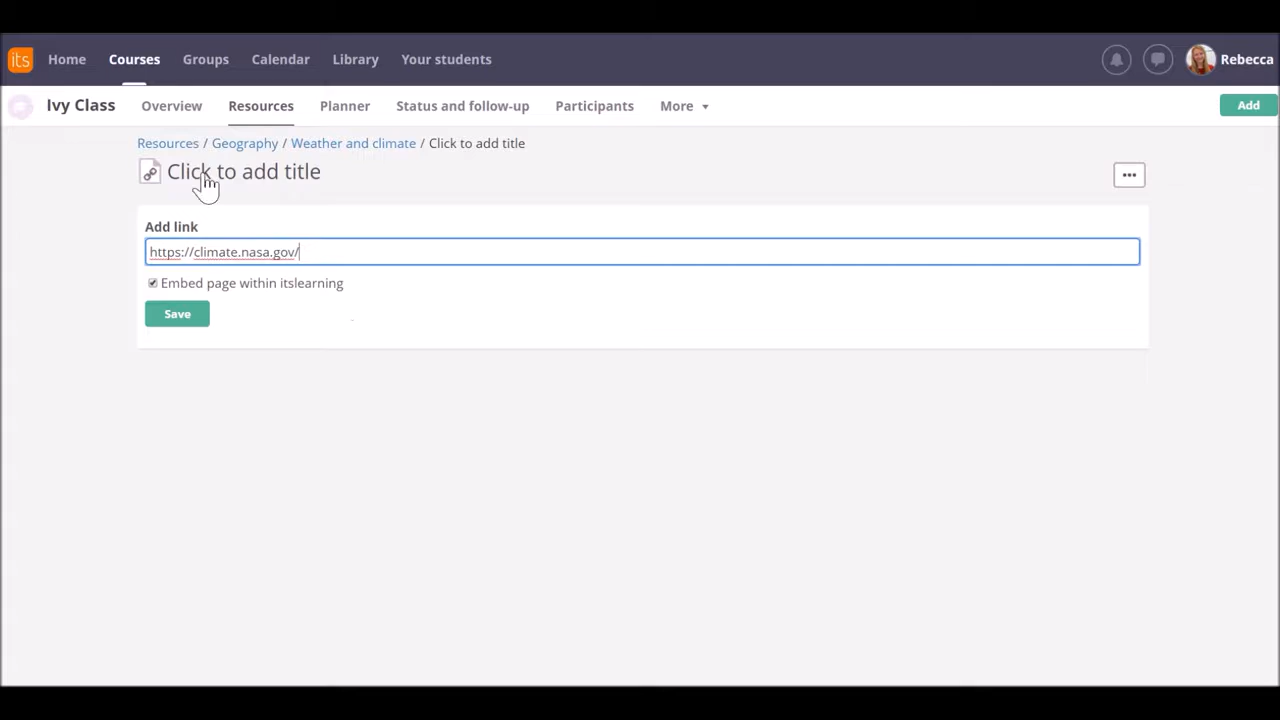 its Home Courses Groups Calendar Library Your students Rebecca
Ivy Class Overview Resources Planner Status and follow-up Participants More Add
Resources / Geography / Weather and climate / Click to add title
Click to add title
Add link
https://climate.nasa.gov/
Embed page within itslearning
Save